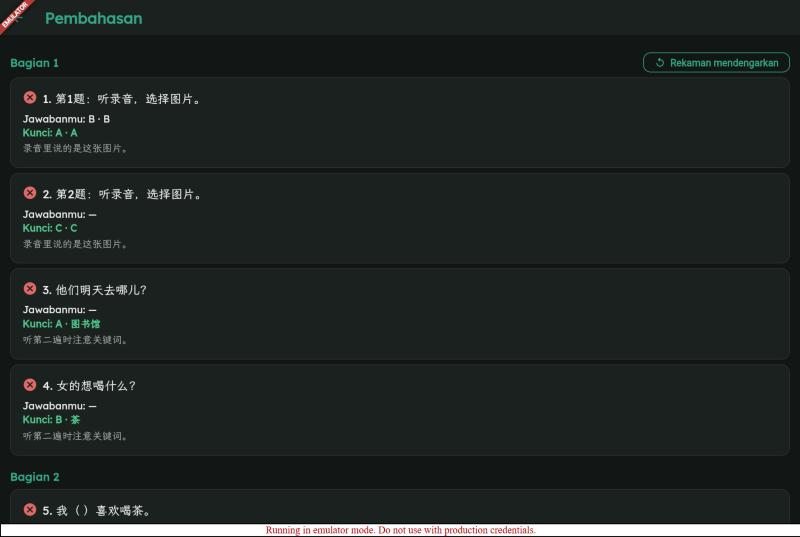 EMULATOR
Pembahasan
Bagian 1
Rekaman mendengarkan
1. 第1题：听录音，选择图片。
Jawabanmu: B · B
Kunci: A · A
录音里说的是这张图片。
2. 第2题：听录音，选择图片。
Jawabanmu: —
Kunci: C · C
录音里说的是这张图片。
3. 他们明天去哪儿？
Jawabanmu: —
Kunci: A · 图书馆
听第二遍时注意关键词。
4. 女的想喝什么？
Jawabanmu: —
Kunci: B · 茶
听第二遍时注意关键词。
Bagian 2
5. 我（ ）喜欢喝茶。
Running in emulator mode. Do not use with production credentials.